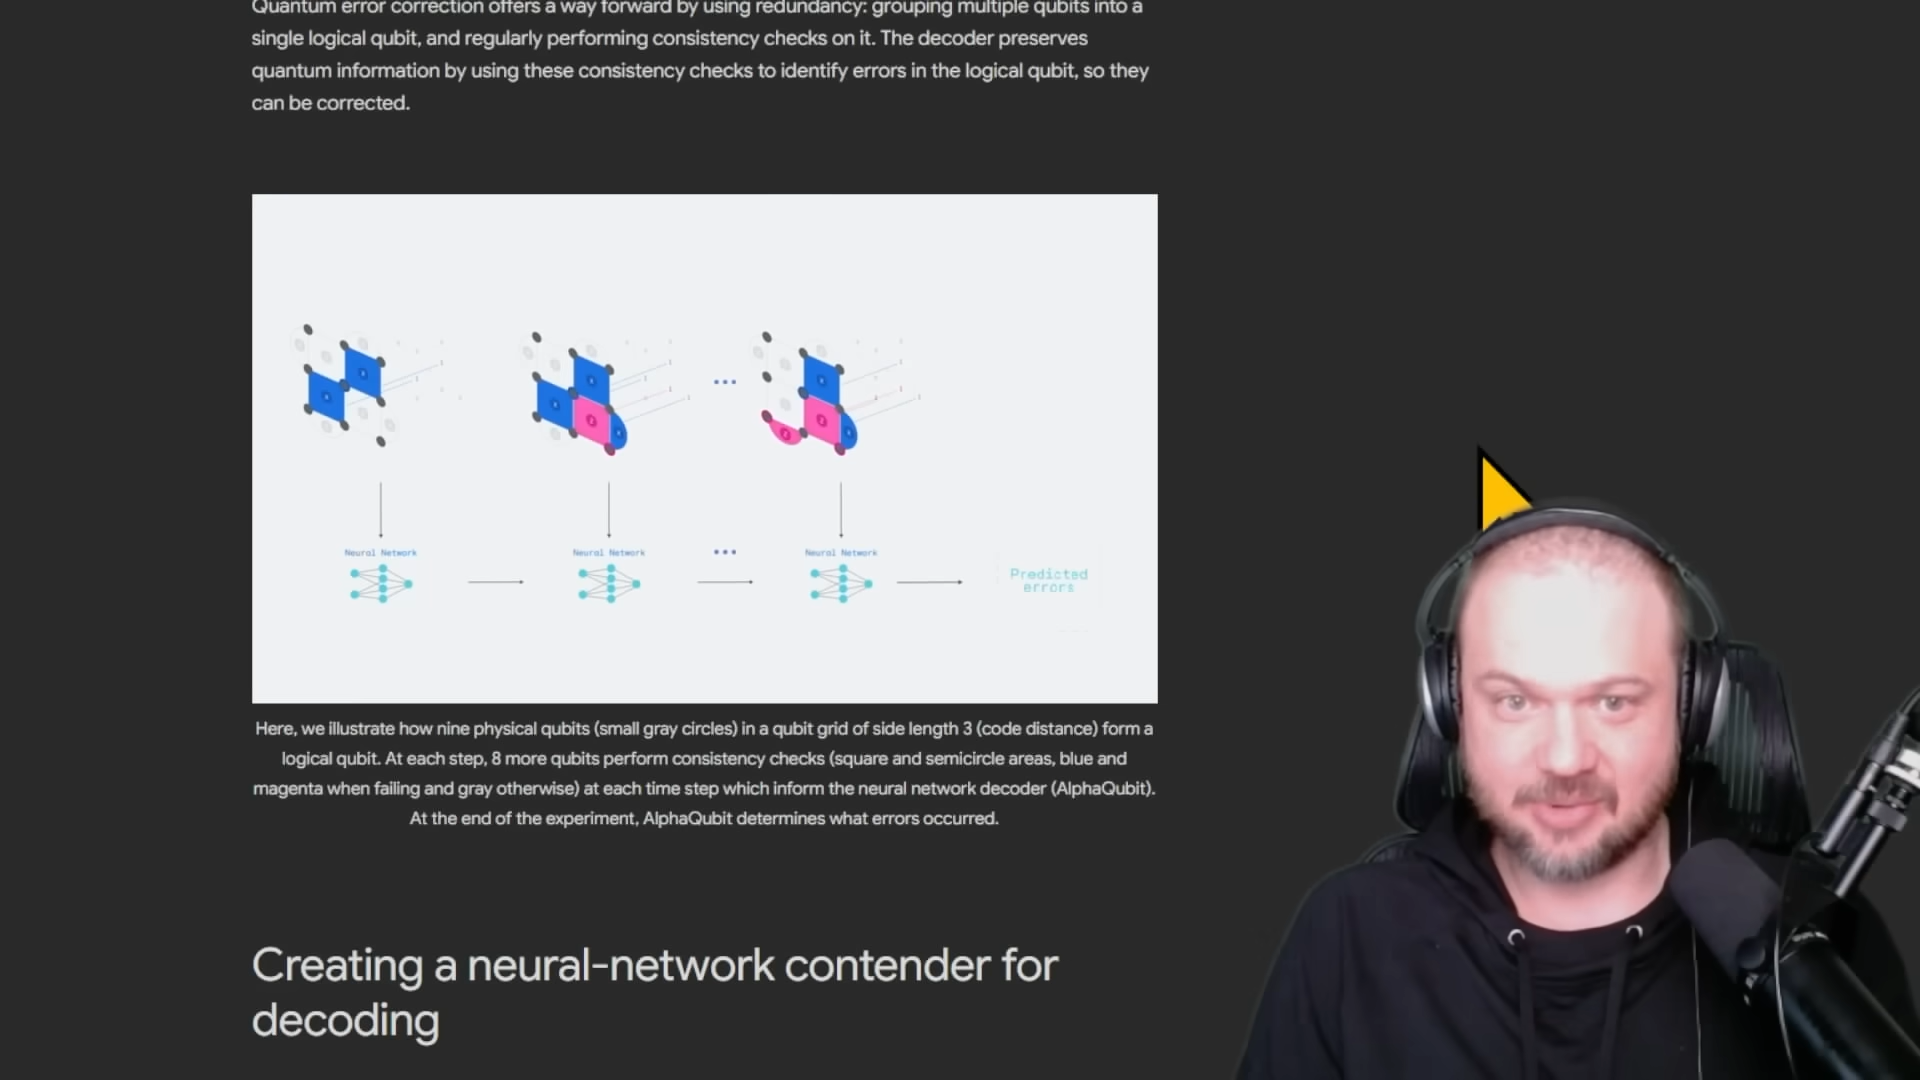 Quantum error correction offers a way forward by using redundancy: grouping multiple qubits into a
single logical qubit, and regularly performing consistency checks on it. The decoder preserves
quantum information by using these consistency checks to identify errors in the logical qubit, so they
can be corrected.
Neural Network
Neural Network
Neural Network
Predicted
errors
Here, we illustrate how nine physical qubits (small gray circles) in a qubit grid of side length 3 (code distance) form a
logical qubit. At each step, 8 more qubits perform consistency checks (square and semicircle areas, blue and
magenta when failing and gray otherwise) at each time step which inform the neural network decoder (AlphaQubit).
At the end of the experiment, AlphaQubit determines what errors occurred.
Creating a neural-network contender for
decoding